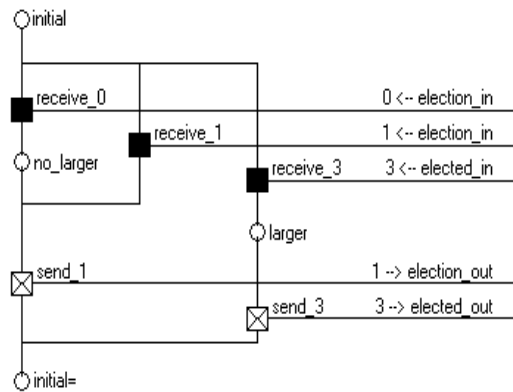 initial
receive_0 0 <-- election_in
receive_1 1 <-- election_in
no_larger
receive_3 3 <-- elected_in
larger
send_1 1 --> election_out
send_3 3 --> elected_out
initial=